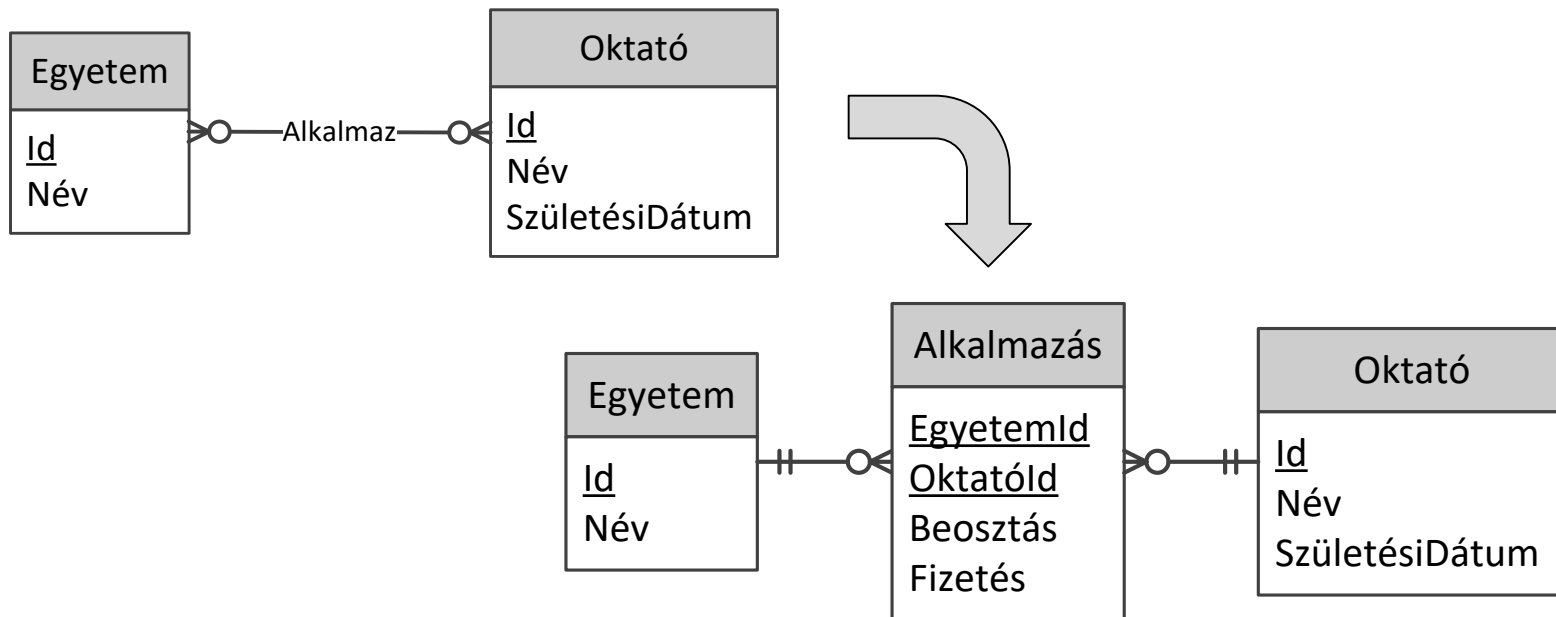 Egyetem
Id
Név
Alkalmaz
Oktató
Id
Név
SzületésiDátum
Egyetem
Id
Név
Alkalmazás
EgyetemId
OktatóId
Beosztás
Fizetés
Oktató
Id
Név
SzületésiDátum